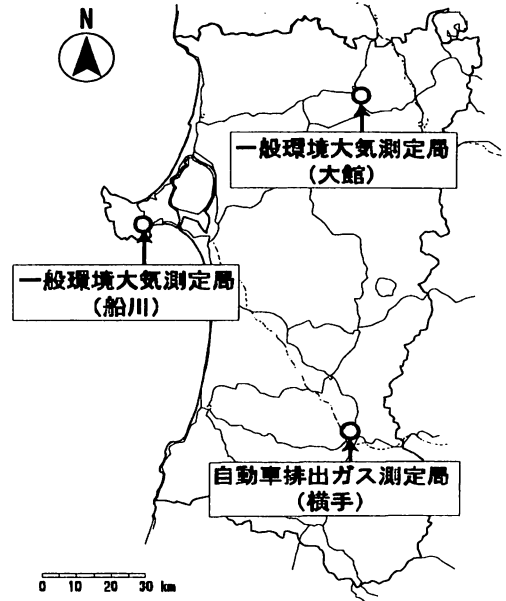 N
一般環境大気測定局
（大館）
一般環境大気測定局
（船川）
自動車排出ガス測定局
（横手）
0 10 20 30 km